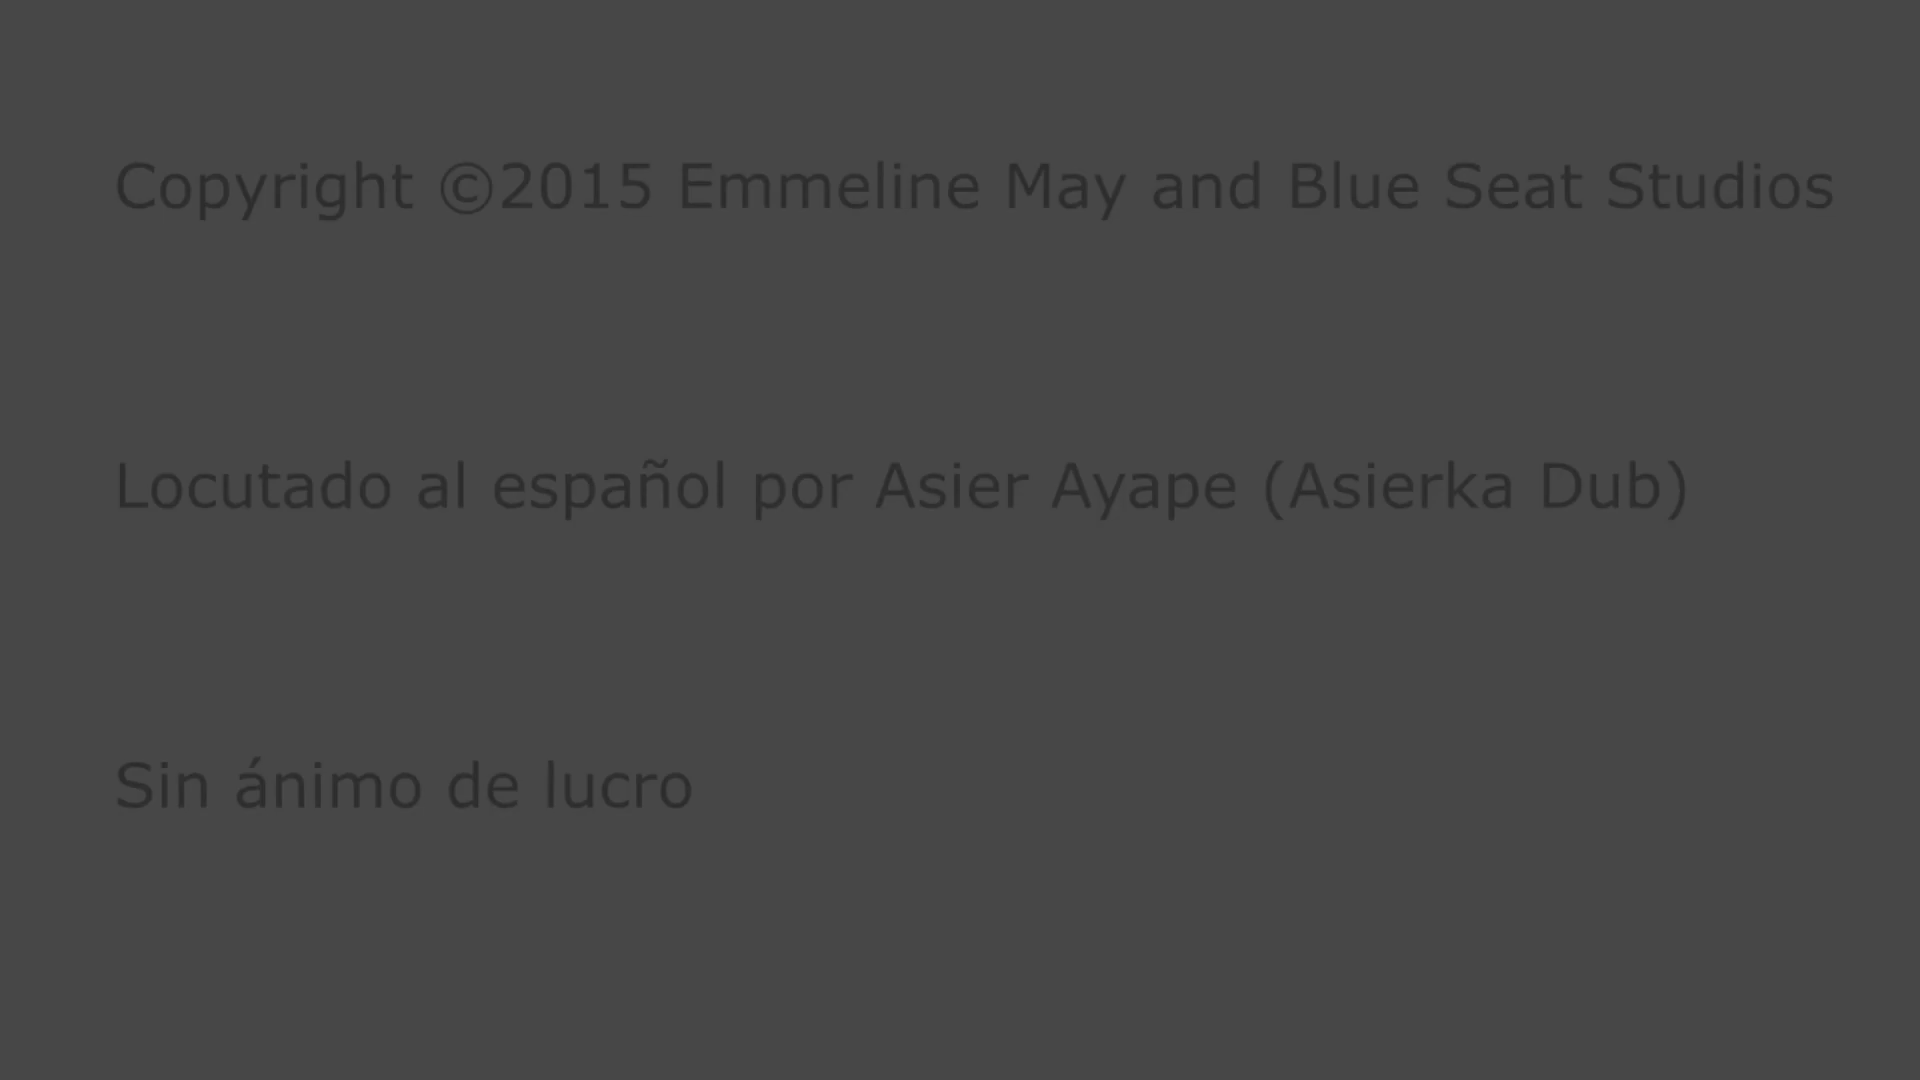 Copyright ©2015 Emmeline May and Blue Seat Studios
Locutado al español por Asier Ayape (Asierka Dub)
Sin ánimo de lucro